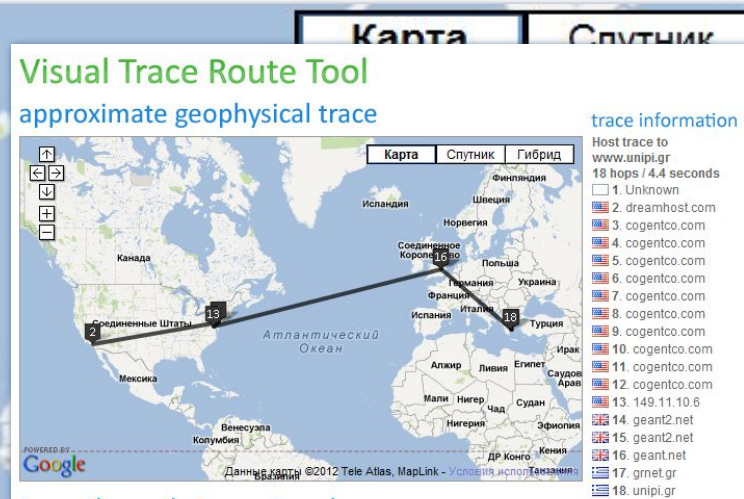 Карта Спутник
Visual Trace Route Tool
approximate geophysical trace
trace information
Host trace to
www.unipi.gr
18 hops / 4.4 seconds
1. Unknown
2. dreamhost.com
3. cogentco.com
4. cogentco.com
5. cogentco.com
6. cogentco.com
7. cogentco.com
8. cogentco.com
9. cogentco.com
10. cogentco.com
11. cogentco.com
12. cogentco.com
13. 149.11.10.6
14. geant2.net
15. geant2.net
16. geant.net
17. grnet.gr
18. unipi.gr
Карта Спутник Гибрид
Финляндия
Исландия
Швеция
Норвегия
Соединенное
Королевство
16
Канада
Польша
Германия
Украина
Франция
13
Испания
Италия
18
Турция
2
Соединенные Штаты
Атлантический
Океан
Ирак
Алжир
Ливия
Египет
Саудов
Арав
Мексика
Мали
Нигер
Чад
Судан
Венесуэла
Нигерия
Эфиопия
Колумбия
ДР Конго
Кения
POWERED BY
Google
Данные карты ©2012 Tele Atlas, MapLink - Условия использования
Танзания
Бразилия